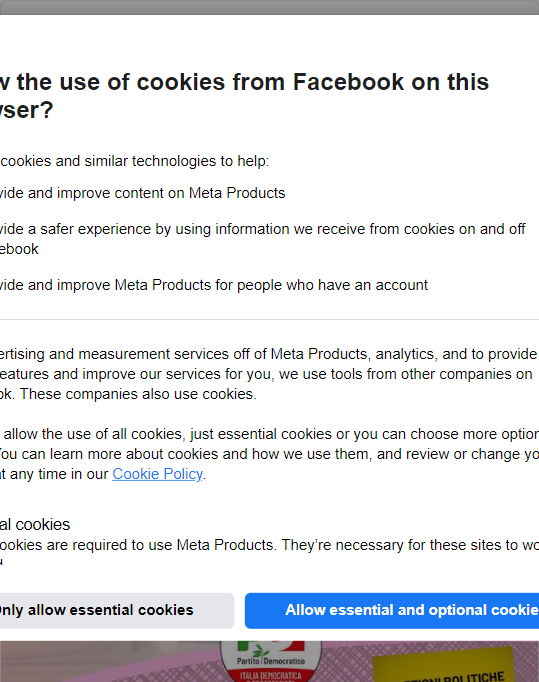 w the use of cookies from Facebook on this
wser?
cookies and similar technologies to help:
vide and improve content on Meta Products
vide a safer experience by using information we receive from cookies on and off
ebook
vide and improve Meta Products for people who have an account
ertising and measurement services off of Meta Products, analytics, and to provide
eatures and improve our services for you, we use tools from other companies on
ok. These companies also use cookies.
allow the use of all cookies, just essential cookies or you can choose more option
You can learn more about cookies and how we use them, and review or change yo
at any time in our Cookie Policy.
al cookies
ookies are required to use Meta Products. They’re necessary for these sites to wo
Only allow essential cookies
Allow essential and optional cookie
Partito Democratico
ITALIA DEMOCRATICA
ELEZIONI POLITICHE